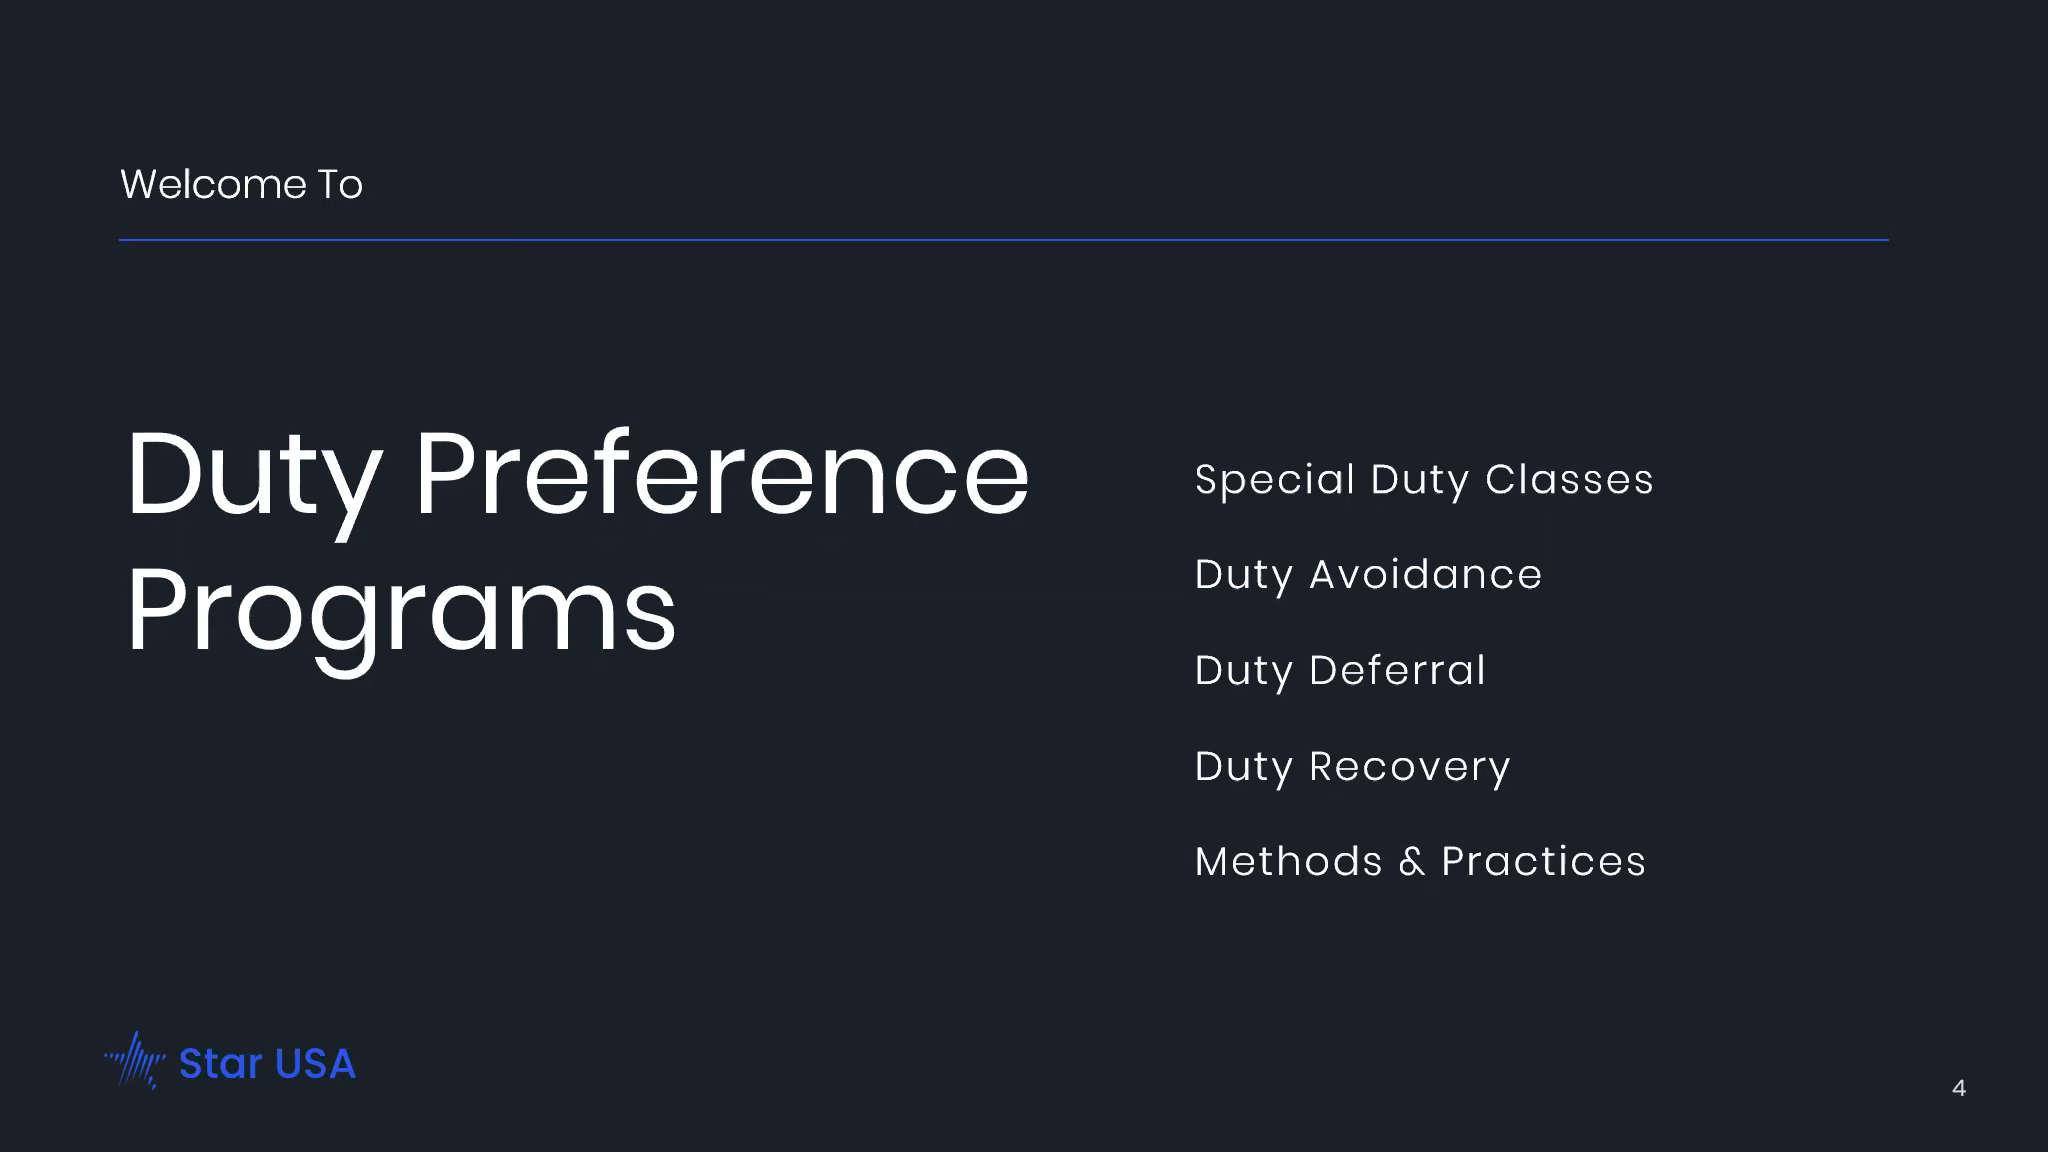 Welcome To
Duty Preference
Programs
Special Duty Classes
Duty Avoidance
Duty Deferral
Duty Recovery
Methods & Practices
Star USA
4